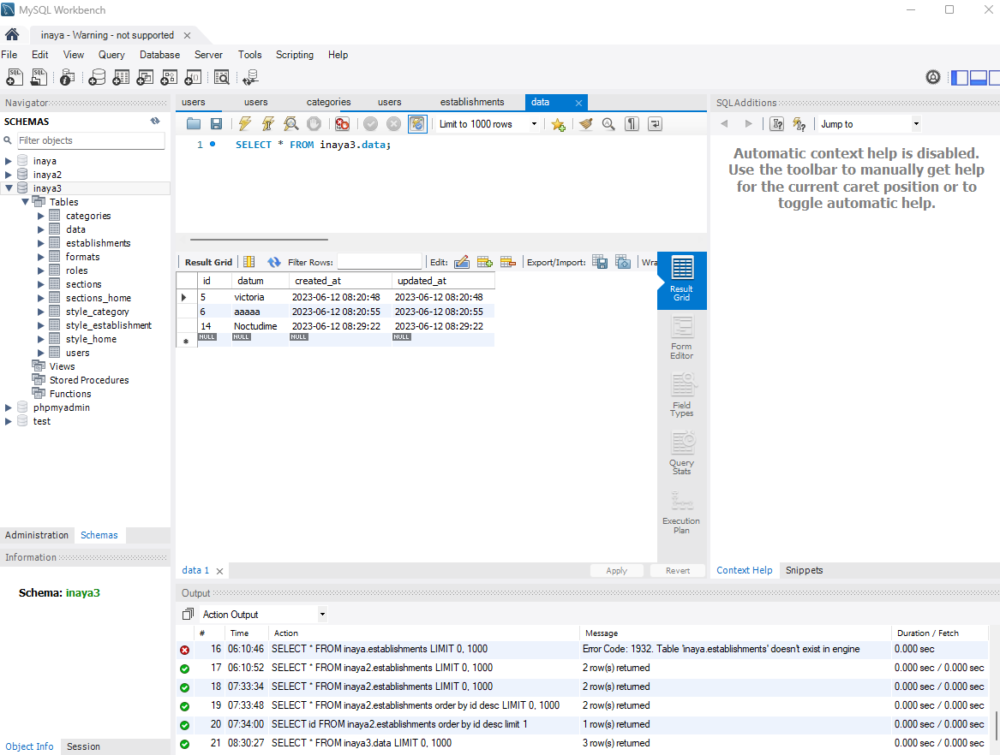 MySQL Workbench
inaya - Warning - not supported
File Edit View Query Database Server Tools Scripting Help
Navigator
SCHEMAS
Filter objects
inaya
inaya2
inaya3
Tables
categories
data
establishments
formats
roles
sections
sections_home
style_category
style_establishment
style_home
users
Views
Stored Procedures
Functions
phpmyadmin
test
Administration Schemas
Information
Schema: inaya3
Object Info Session
users users categories users establishments data
Limit to 1000 rows
1 SELECT * FROM inaya3.data;
Result Grid Filter Rows: Edit: Export/Import: Wra
id datum created_at updated_at
5 victoria 2023-06-12 08:20:48 2023-06-12 08:20:48
6 aaaaa 2023-06-12 08:20:55 2023-06-12 08:20:55
14 Noctudime 2023-06-12 08:29:22 2023-06-12 08:29:22
NULL NULL NULL NULL
Result
Grid
Form
Editor
Field
Types
Query
Stats
Execution
Plan
data 1 Apply Revert
SQLAdditions
Jump to
Automatic context help is disabled.
Use the toolbar to manually get help
for the current caret position or to
toggle automatic help.
Context Help Snippets
Output
Action Output
# Time Action Message Duration / Fetch
16 06:10:46 SELECT * FROM inaya.establishments LIMIT 0, 1000 Error Code: 1932. Table 'inaya.establishments' doesn't exist in engine 0.000 sec
17 06:10:52 SELECT * FROM inaya2.establishments LIMIT 0, 1000 2 row(s) returned 0.000 sec / 0.000 sec
18 07:33:34 SELECT * FROM inaya2.establishments LIMIT 0, 1000 2 row(s) returned 0.000 sec / 0.000 sec
19 07:33:48 SELECT * FROM inaya2.establishments order by id desc LIMIT 0, 1000 2 row(s) returned 0.000 sec / 0.000 sec
20 07:34:00 SELECT id FROM inaya2.establishments order by id desc limit 1 1 row(s) returned 0.000 sec / 0.000 sec
21 08:30:27 SELECT * FROM inaya3.data LIMIT 0, 1000 3 row(s) returned 0.000 sec / 0.000 sec